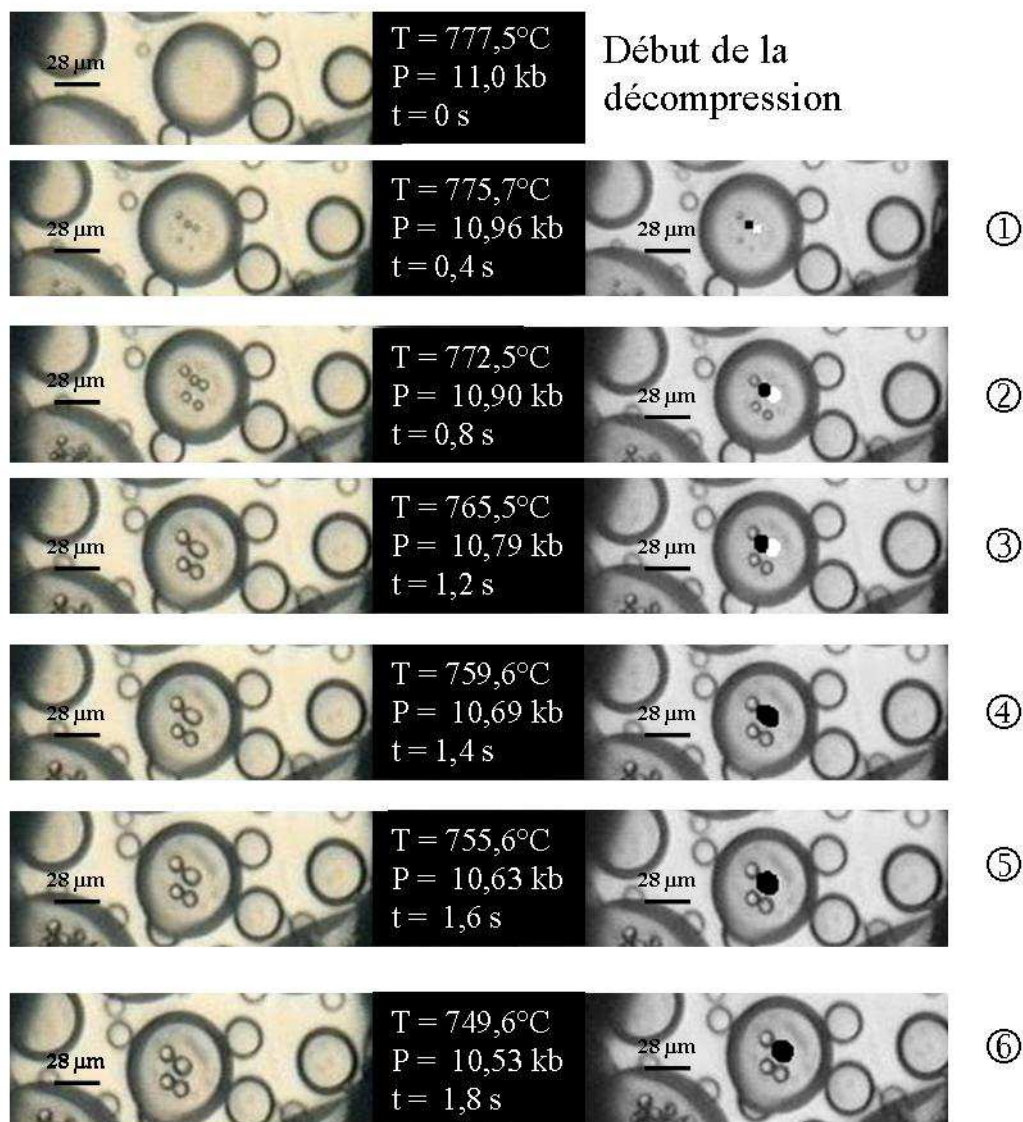 28 µm
T = 777,5°C
P = 11,0 kb
t = 0 s
Début de la
décompression
28 µm
T = 775,7°C
P = 10,96 kb
t = 0,4 s
28 µm
①
28 µm
T = 772,5°C
P = 10,90 kb
t = 0,8 s
28 µm
②
28 µm
T = 765,5°C
P = 10,79 kb
t = 1,2 s
28 µm
③
28 µm
T = 759,6°C
P = 10,69 kb
t = 1,4 s
28 µm
④
28 µm
T = 755,6°C
P = 10,63 kb
t = 1,6 s
28 µm
⑤
28 µm
T = 749,6°C
P = 10,53 kb
t = 1,8 s
28 µm
⑥